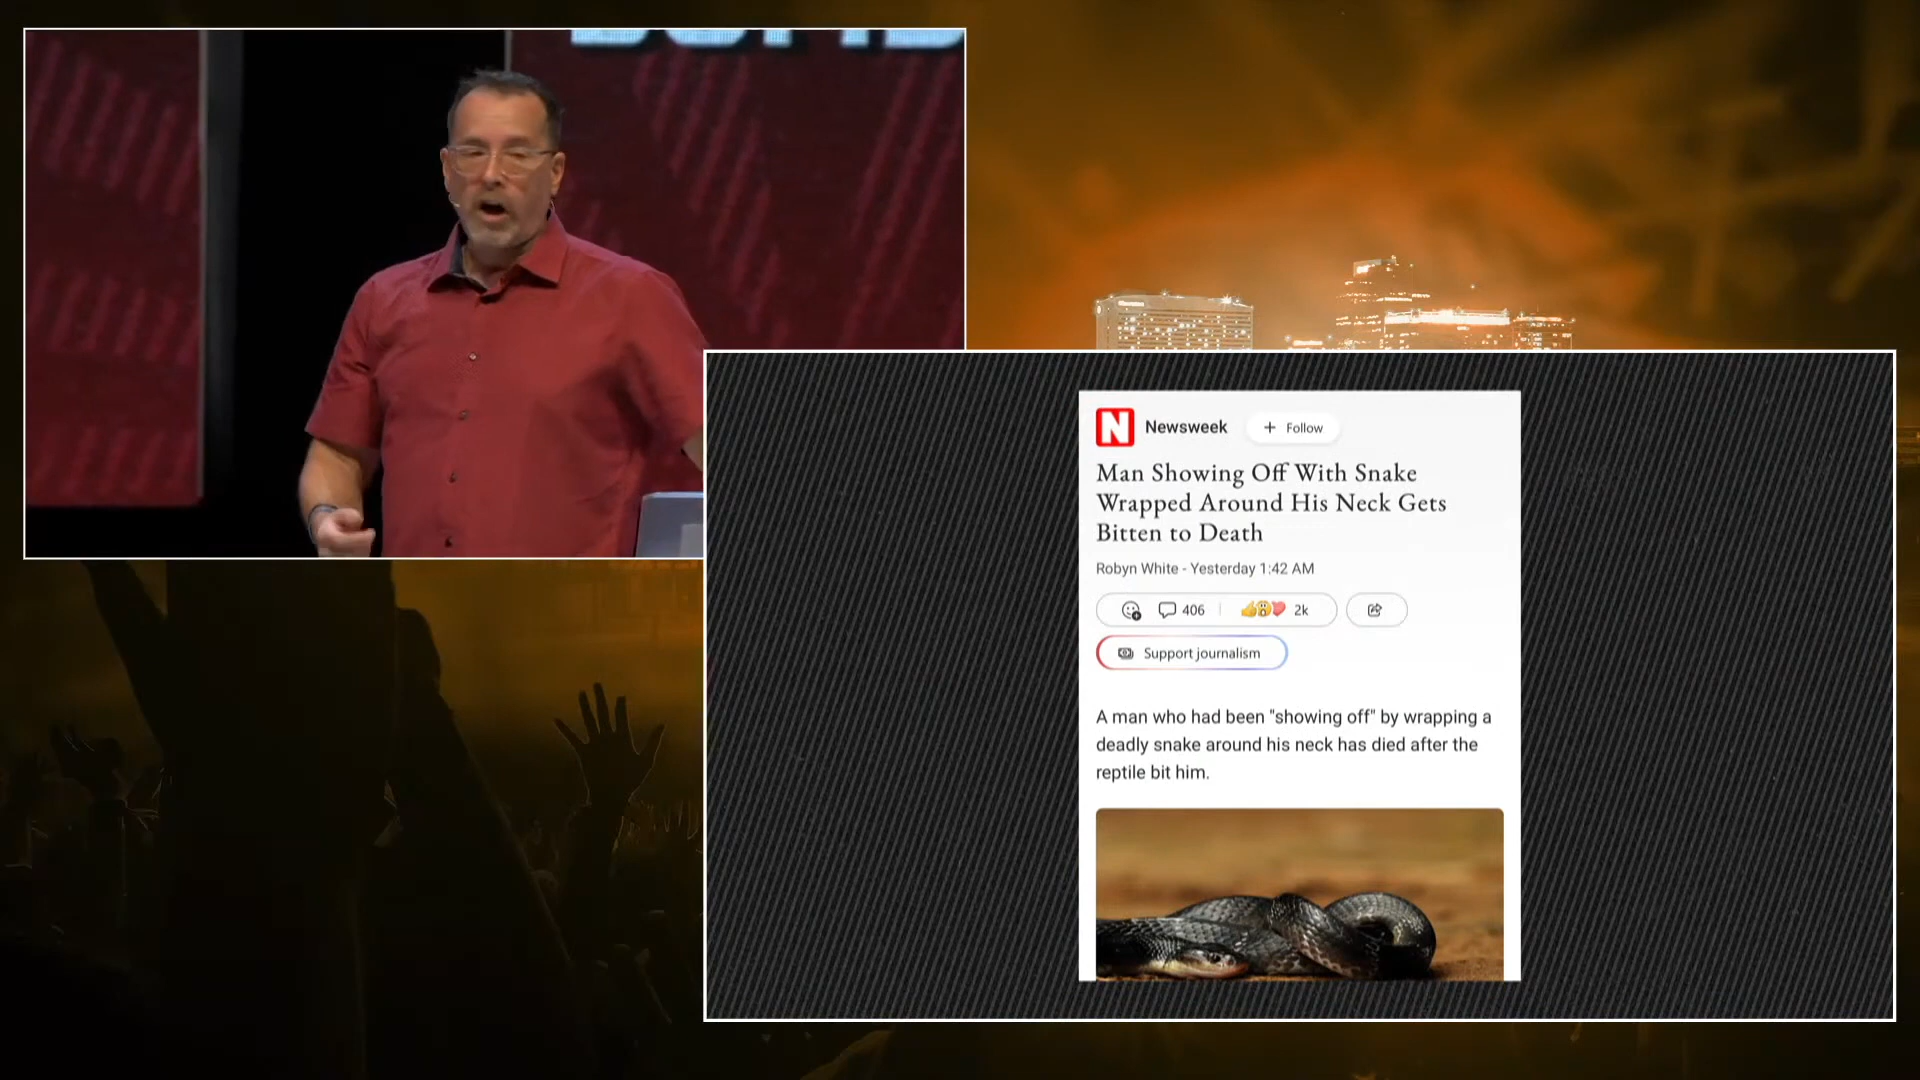 N Newsweek + Follow
Man Showing Off With Snake
Wrapped Around His Neck Gets
Bitten to Death
Robyn White - Yesterday 1:42 AM
406 2k
Support journalism
A man who had been "showing off" by wrapping a
deadly snake around his neck has died after the
reptile bit him.